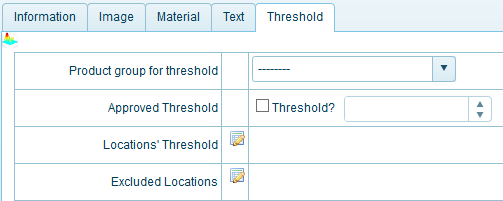 Information Image Material Text Threshold
Product group for threshold --------
Approved Threshold Threshold?
Locations' Threshold
Excluded Locations